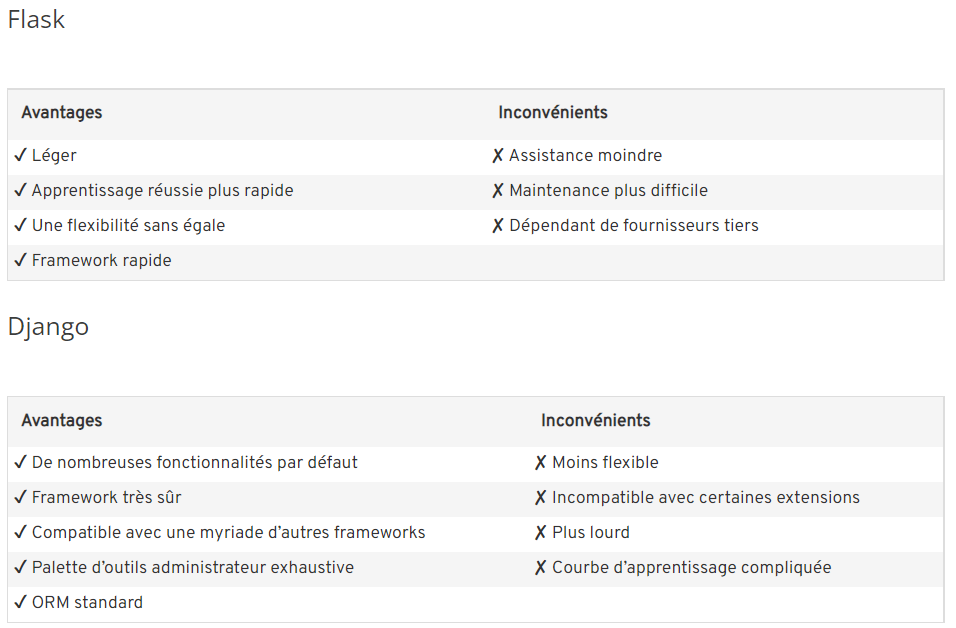 Flask
Avantages Inconvénients
✓ Léger ✗ Assistance moindre
✓ Apprentissage réussie plus rapide ✗ Maintenance plus difficile
✓ Une flexibilité sans égale ✗ Dépendant de fournisseurs tiers
✓ Framework rapide
Django
Avantages Inconvénients
✓ De nombreuses fonctionnalités par défaut ✗ Moins flexible
✓ Framework très sûr ✗ Incompatible avec certaines extensions
✓ Compatible avec une myriade d’autres frameworks ✗ Plus lourd
✓ Palette d’outils administrateur exhaustive ✗ Courbe d’apprentissage compliquée
✓ ORM standard